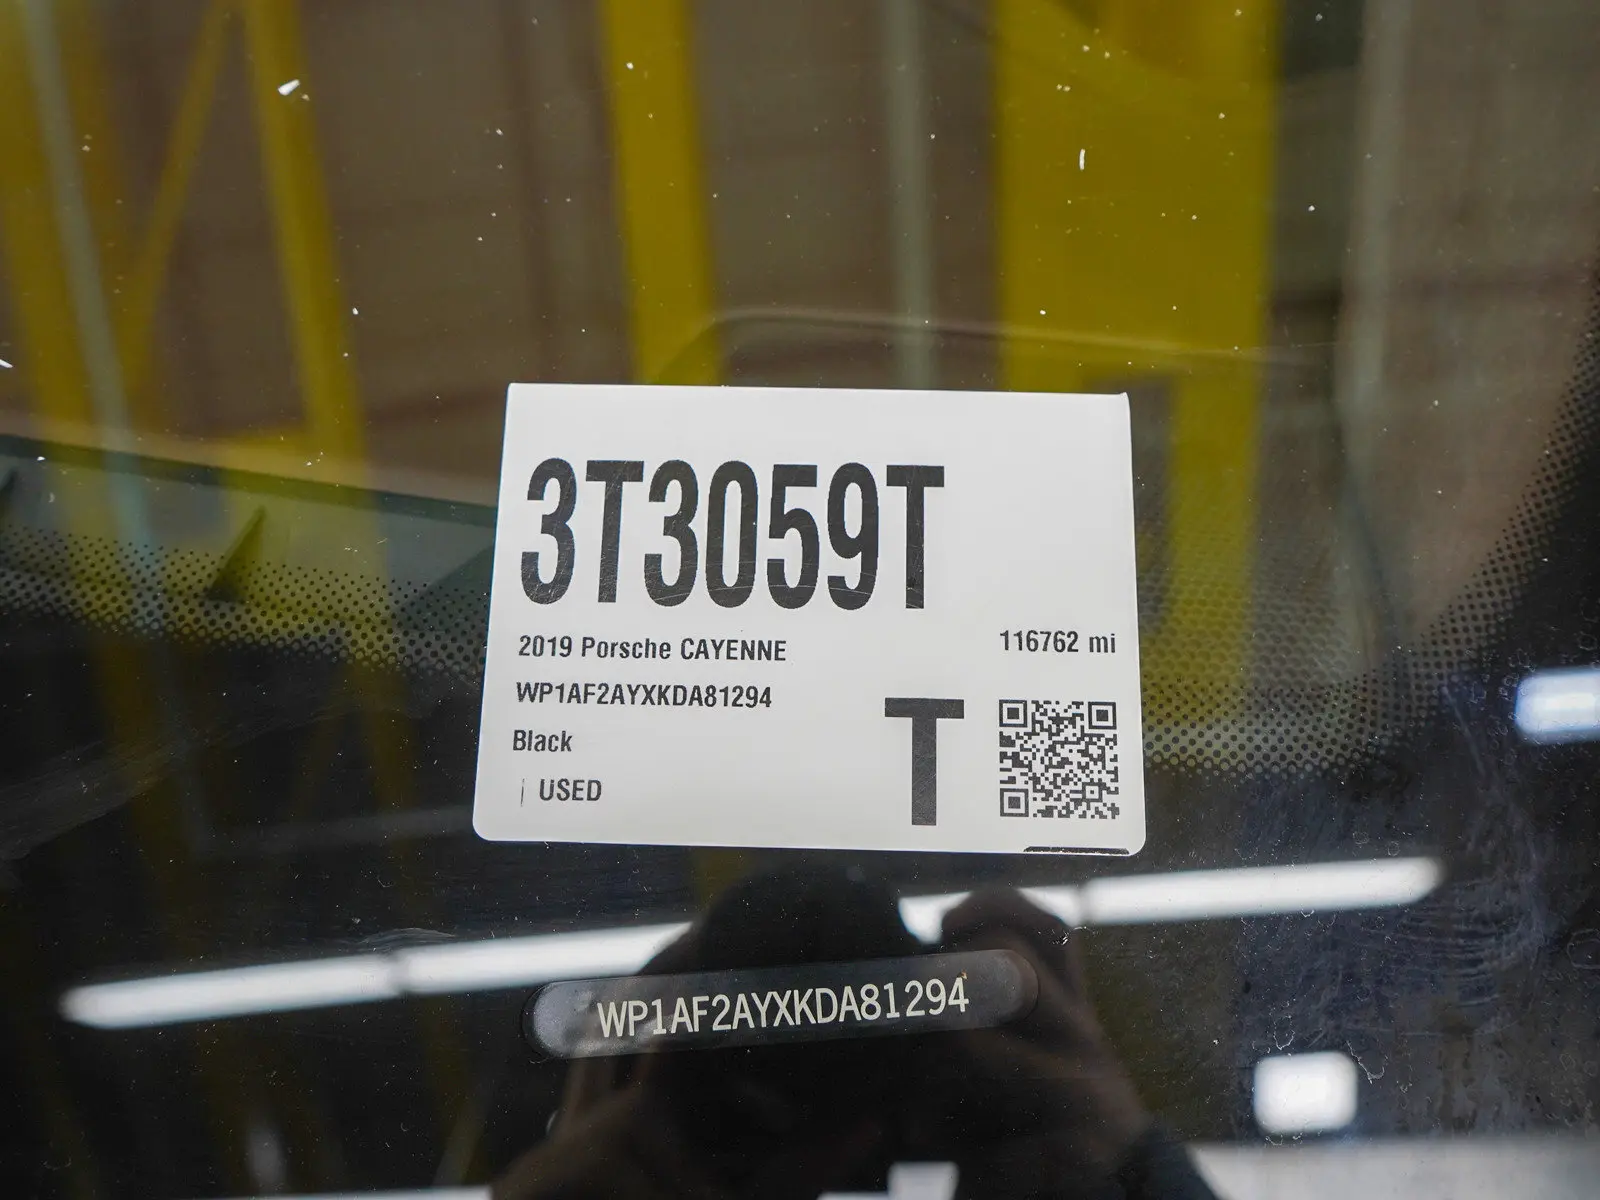 3T3059T
2019 Porsche CAYENNE
116762 mi
WP1AF2AYXKDA81294
Black
| USED
T
WP1AF2AYXKDA81294